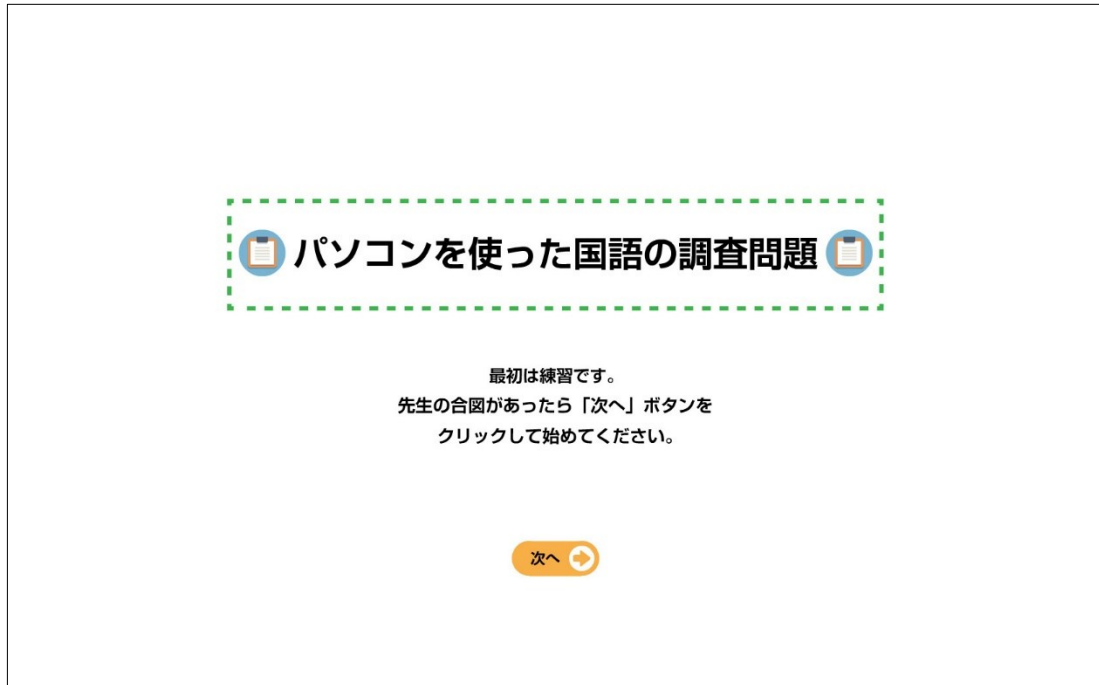 パソコンを使った国語の調査問題
最初は練習です。
先生の合図があったら「次へ」ボタンを
クリックして始めてください。
次へ